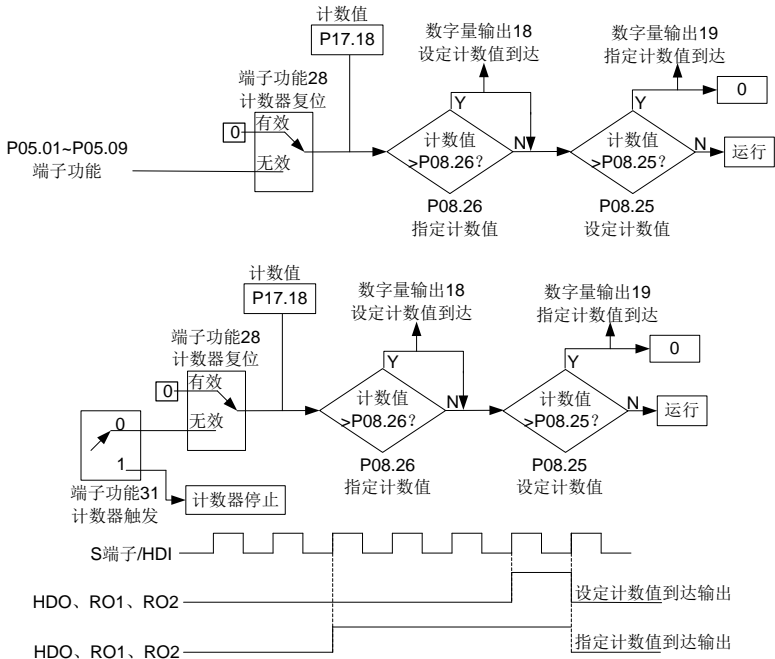 计数值
P17.18
数字量输出18
设定计数值到达
数字量输出19
指定计数值到达
端子功能28
计数器复位
0
有效
无效
P05.01~P05.09
端子功能
Y
计数值
>P08.26?
N
P08.26
指定计数值
Y
0
计数值
>P08.25?
N
运行
P08.25
设定计数值
计数值
P17.18
数字量输出18
设定计数值到达
数字量输出19
指定计数值到达
端子功能28
计数器复位
0
有效
无效
0
1
端子功能31
计数器触发
计数器停止
Y
计数值
>P08.26?
N
P08.26
指定计数值
Y
0
计数值
>P08.25?
N
运行
P08.25
设定计数值
S端子/HDI
HDO、RO1、RO2
设定计数值到达输出
HDO、RO1、RO2
指定计数值到达输出